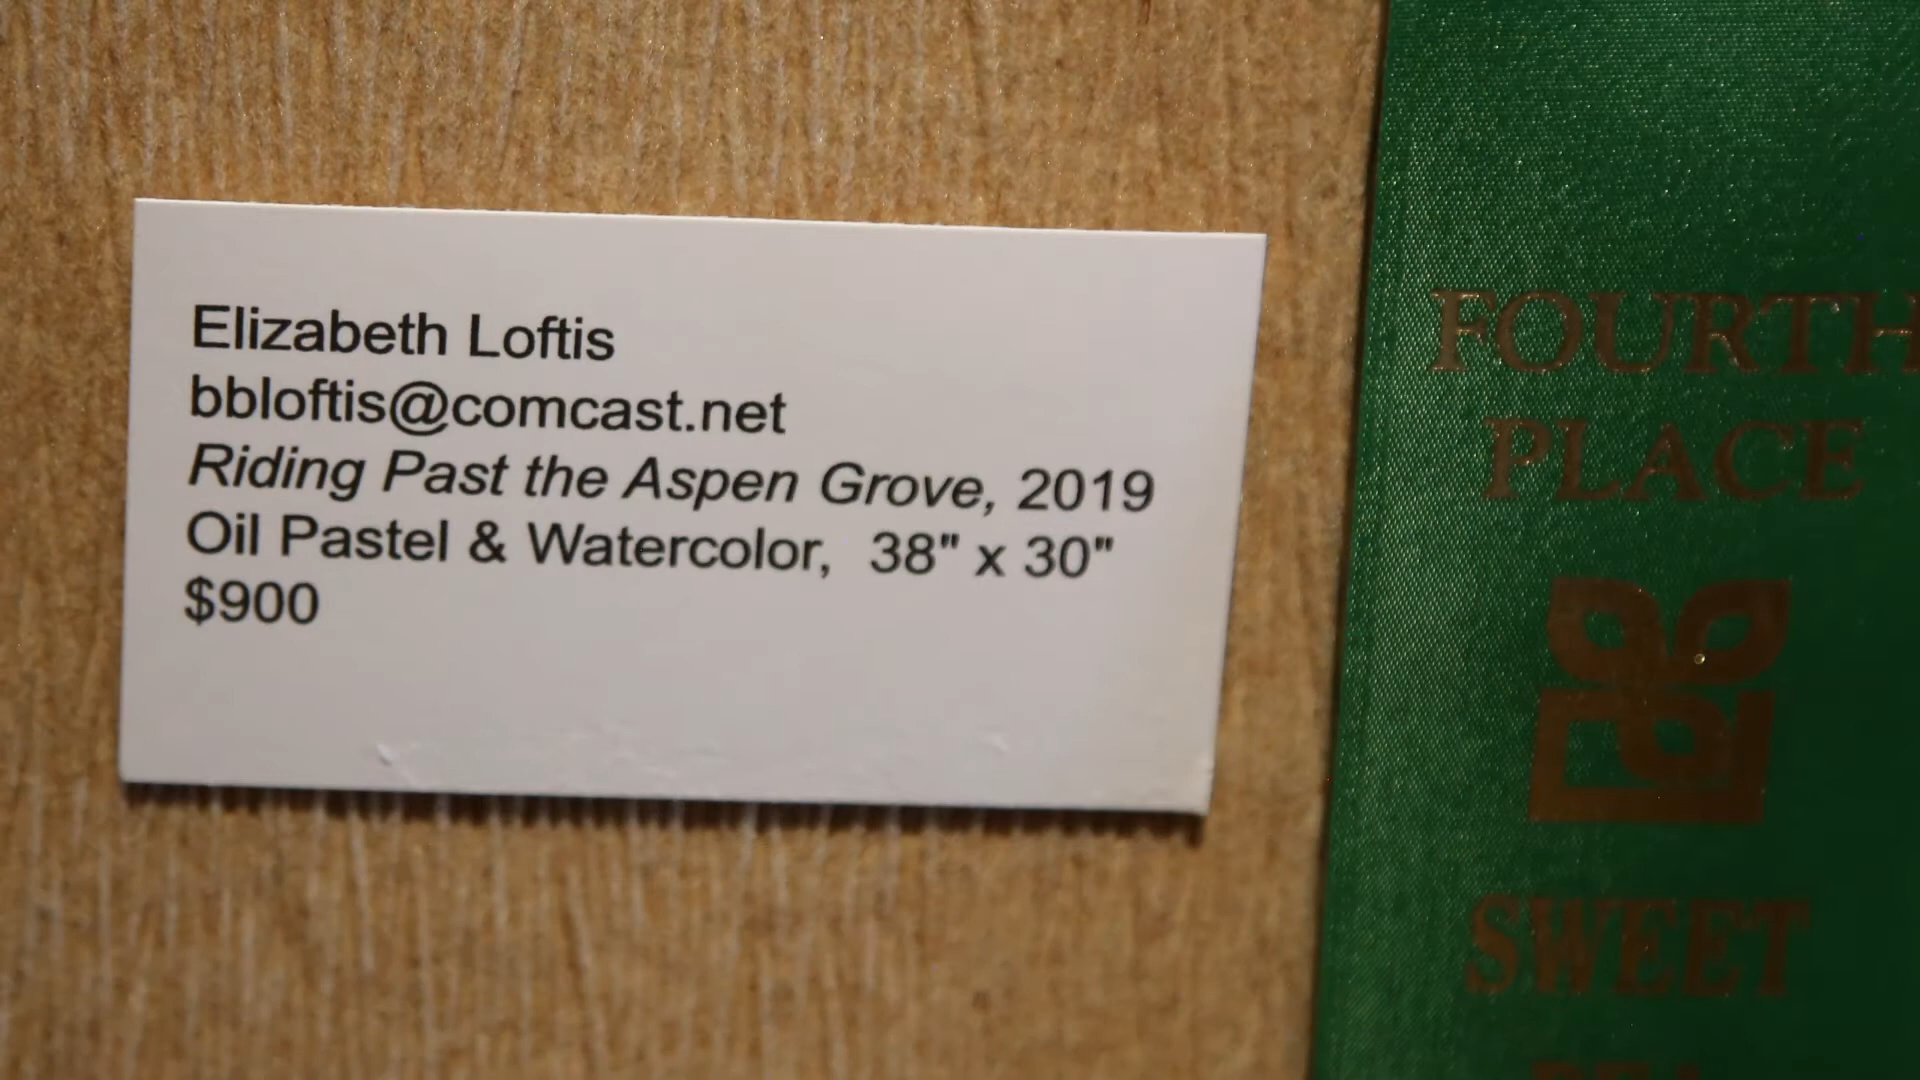 Elizabeth Loftis
bbloftis@comcast.net
Riding Past the Aspen Grove, 2019
Oil Pastel & Watercolor,  38" x 30"
$900
FOURTH
PLACE
SWEET